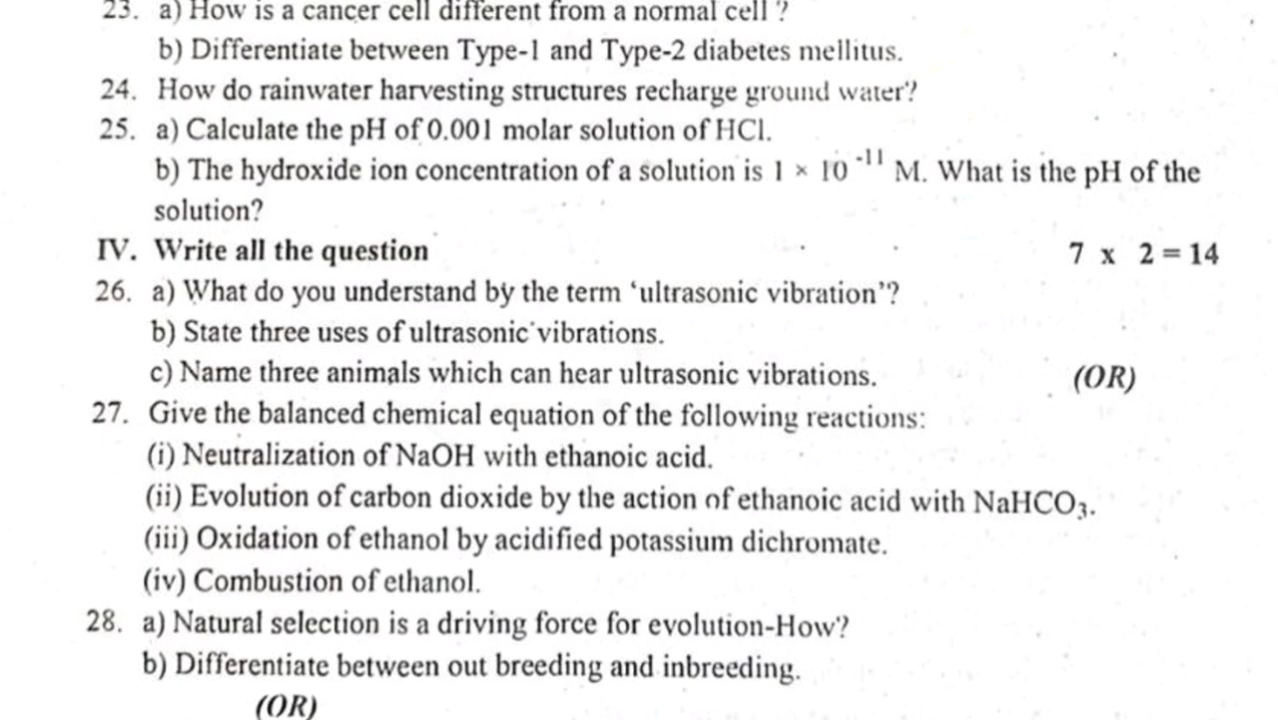 23. a) How is a cancer cell different from a normal cell ?
b) Differentiate between Type-1 and Type-2 diabetes mellitus.
24. How do rainwater harvesting structures recharge ground water?
25. a) Calculate the pH of 0.001 molar solution of HCl.
b) The hydroxide ion concentration of a solution is 1 × 10⁻¹¹ M. What is the pH of the
solution?
IV. Write all the question 7 x 2 = 14
26. a) What do you understand by the term ‘ultrasonic vibration’?
b) State three uses of ultrasonic vibrations.
c) Name three animals which can hear ultrasonic vibrations. (OR)
27. Give the balanced chemical equation of the following reactions:
(i) Neutralization of NaOH with ethanoic acid.
(ii) Evolution of carbon dioxide by the action of ethanoic acid with NaHCO₃.
(iii) Oxidation of ethanol by acidified potassium dichromate.
(iv) Combustion of ethanol.
28. a) Natural selection is a driving force for evolution-How?
b) Differentiate between out breeding and inbreeding.
(OR)